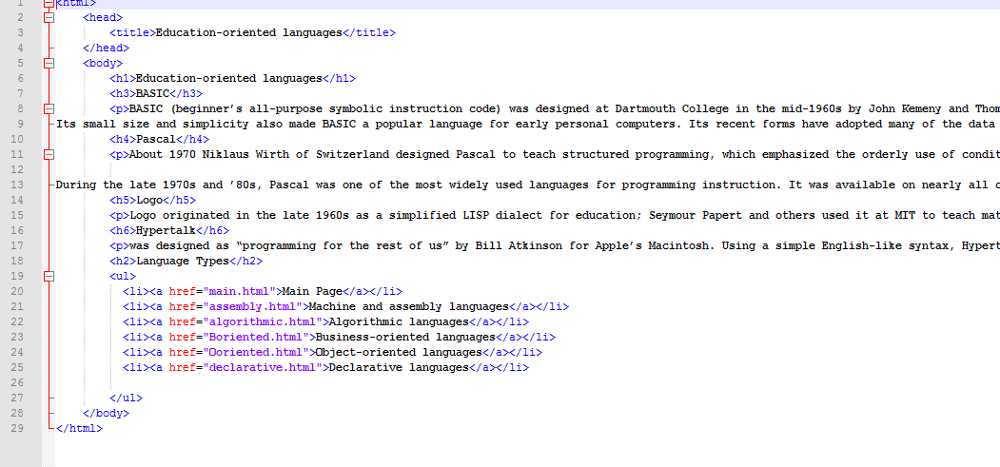 1 <html>
2 <head>
3 <title>Education-oriented languages</title>
4 </head>
5 <body>
6 <h1>Education-oriented languages</h1>
7 <h3>BASIC</h3>
8 <p>BASIC (beginner’s all-purpose symbolic instruction code) was designed at Dartmouth College in the mid-1960s by John Kemeny and Thom
9 Its small size and simplicity also made BASIC a popular language for early personal computers. Its recent forms have adopted many of the data
10 <h4>Pascal</h4>
11 <p>About 1970 Niklaus Wirth of Switzerland designed Pascal to teach structured programming, which emphasized the orderly use of condit
12
13 During the late 1970s and ’80s, Pascal was one of the most widely used languages for programming instruction. It was available on nearly all c
14 <h5>Logo</h5>
15 <p>Logo originated in the late 1960s as a simplified LISP dialect for education; Seymour Papert and others used it at MIT to teach mat
16 <h6>Hypertalk</h6>
17 <p>was designed as “programming for the rest of us” by Bill Atkinson for Apple’s Macintosh. Using a simple English-like syntax, Hypert
18 <h2>Language Types</h2>
19 <ul>
20 <li><a href="main.html">Main Page</a></li>
21 <li><a href="assembly.html">Machine and assembly languages</a></li>
22 <li><a href="algorithmic.html">Algorithmic languages</a></li>
23 <li><a href="Boriented.html">Business-oriented languages</a></li>
24 <li><a href="Ooriented.html">Object-oriented languages</a></li>
25 <li><a href="declarative.html">Declarative languages</a></li>
26
27 </ul>
28 </body>
29 </html>